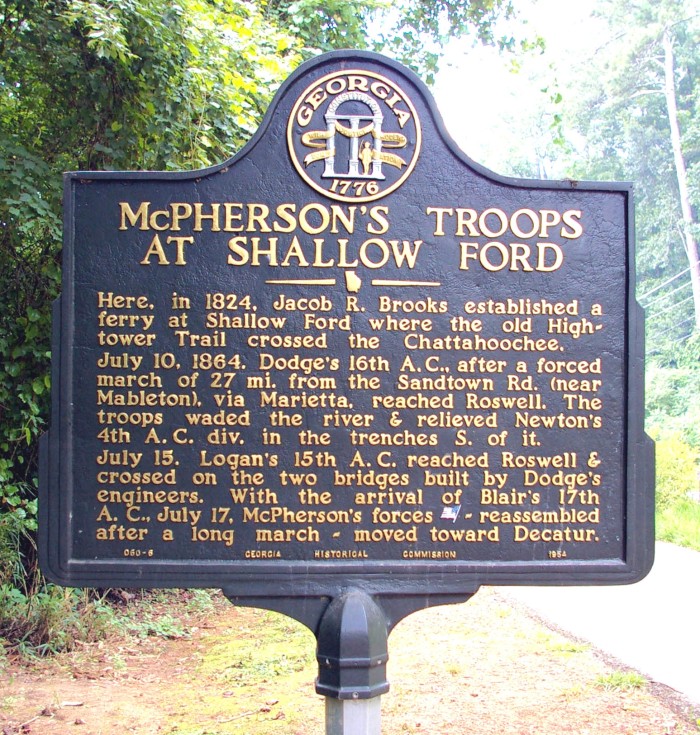 GEORGIA
1776
McPHERSON'S TROOPS
AT SHALLOW FORD
Here, in 1824, Jacob R. Brooks established a
ferry at Shallow Ford where the old High-
tower Trail crossed the Chattahoochee.
July 10, 1864. Dodge's 16th A.C., after a forced
march of 27 mi. from the Sandtown Rd. (near
Mableton), via Marietta, reached Roswell. The
troops waded the river & relieved Newton's
4th A.C. div. in the trenches S. of it.
July 15. Logan's 15th A.C. reached Roswell &
crossed on the two bridges built by Dodge's
engineers. With the arrival of Blair's 17th
A.C., July 17, McPherson's forces - reassembled
after a long march - moved toward Decatur.
060-6 GEORGIA HISTORICAL COMMISSION 1954